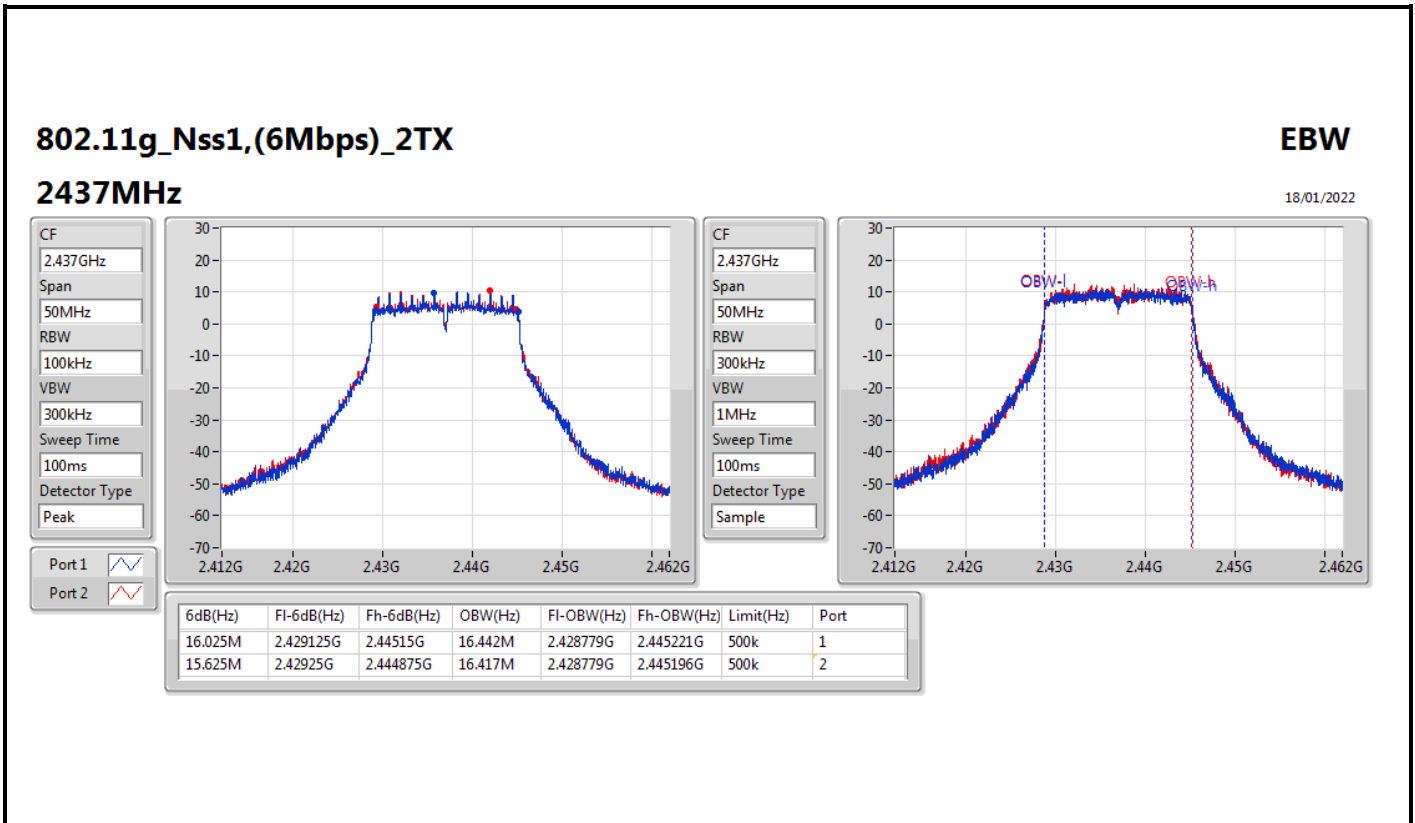 802.11g_Nss1,(6Mbps)_2TX
EBW
2437MHz
18/01/2022
CF
2.437GHz
Span
50MHz
RBW
100kHz
VBW
300kHz
Sweep Time
100ms
Detector Type
Peak
Port 1
Port 2
30
20
10
0
-10
-20
-30
-40
-50
-60
-70
2.412G 2.42G 2.43G 2.44G 2.45G 2.462G
CF
2.437GHz
Span
50MHz
RBW
300kHz
VBW
1MHz
Sweep Time
100ms
Detector Type
Sample
30
20
10
0
-10
-20
-30
-40
-50
-60
-70
OBW-l OBW-h
2.412G 2.42G 2.43G 2.44G 2.45G 2.462G
6dB(Hz) Fl-6dB(Hz) Fh-6dB(Hz) OBW(Hz) Fl-OBW(Hz) Fh-OBW(Hz) Limit(Hz) Port
16.025M 2.429125G 2.44515G 16.442M 2.428779G 2.445221G 500k 1
15.625M 2.42925G 2.444875G 16.417M 2.428779G 2.445196G 500k 2